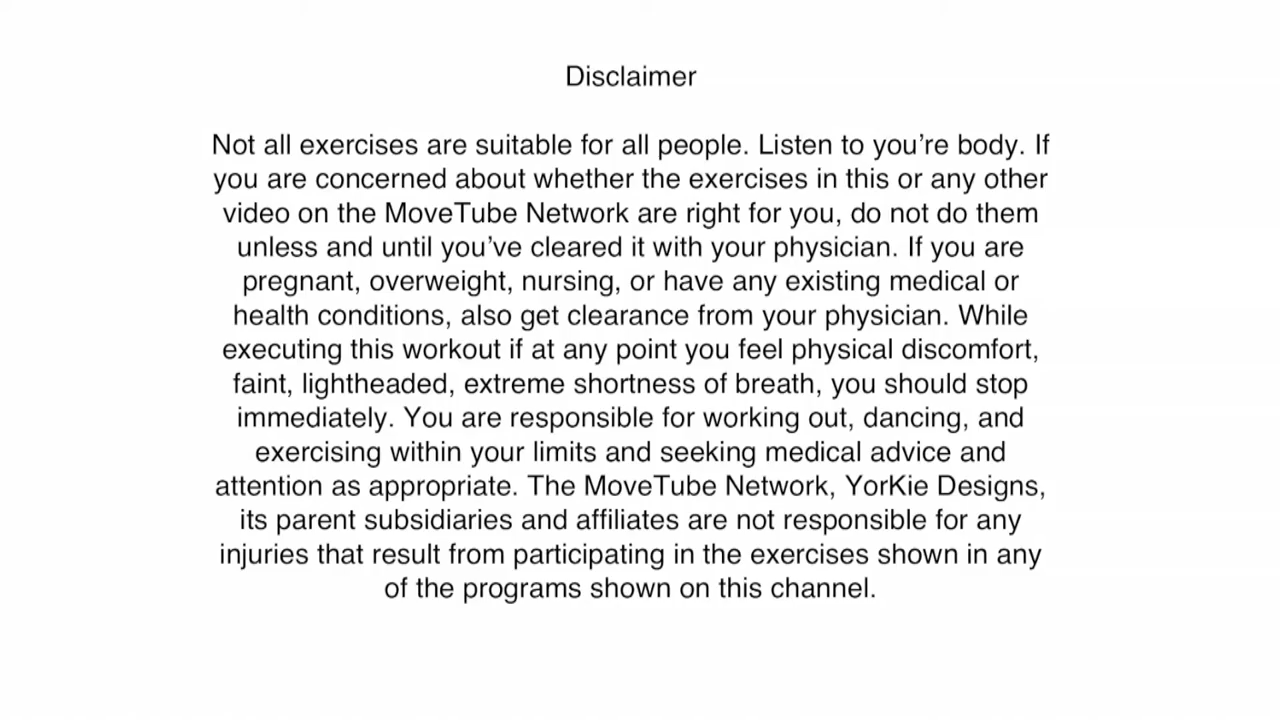 Disclaimer
Not all exercises are suitable for all people. Listen to you're body. If
you are concerned about whether the exercises in this or any other
video on the MoveTube Network are right for you, do not do them
unless and until you've cleared it with your physician. If you are
pregnant, overweight, nursing, or have any existing medical or
health conditions, also get clearance from your physician. While
executing this workout if at any point you feel physical discomfort,
faint, lightheaded, extreme shortness of breath, you should stop
immediately. You are responsible for working out, dancing, and
exercising within your limits and seeking medical advice and
attention as appropriate. The MoveTube Network, YorKie Designs,
its parent subsidiaries and affiliates are not responsible for any
injuries that result from participating in the exercises shown in any
of the programs shown on this channel.